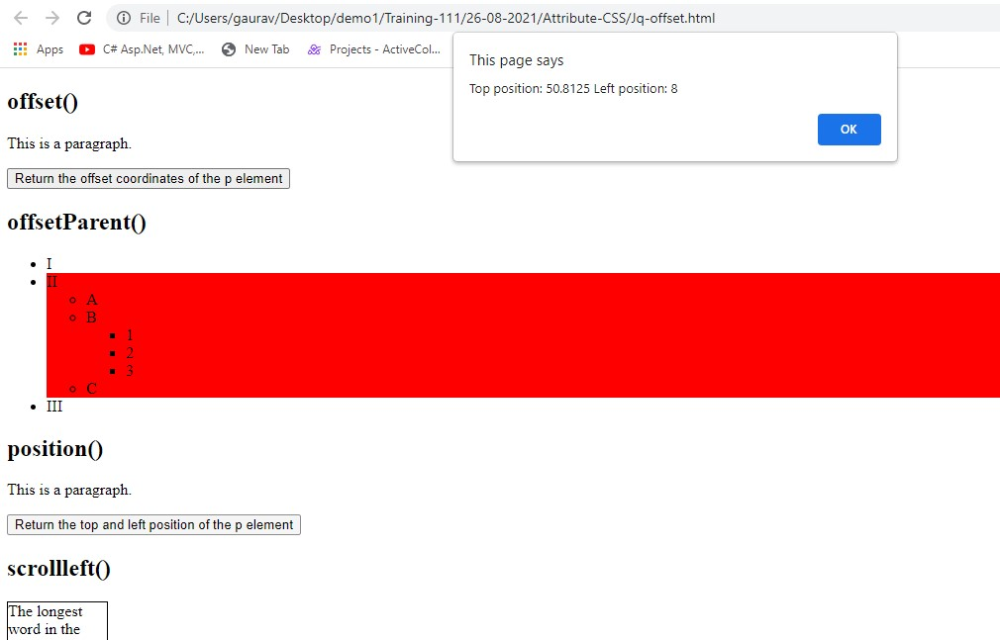 File C:/Users/gaurav/Desktop/demo1/Training-111/26-08-2021/Attribute-CSS/Jq-offset.html
Apps C# Asp.Net, MVC,... New Tab Projects - ActiveCol...
This page says
Top position: 50.8125 Left position: 8
OK
offset()
This is a paragraph.
Return the offset coordinates of the p element
offsetParent()
I
II
A
B
1
2
3
C
III
position()
This is a paragraph.
Return the top and left position of the p element
scrollleft()
The longest
word in the